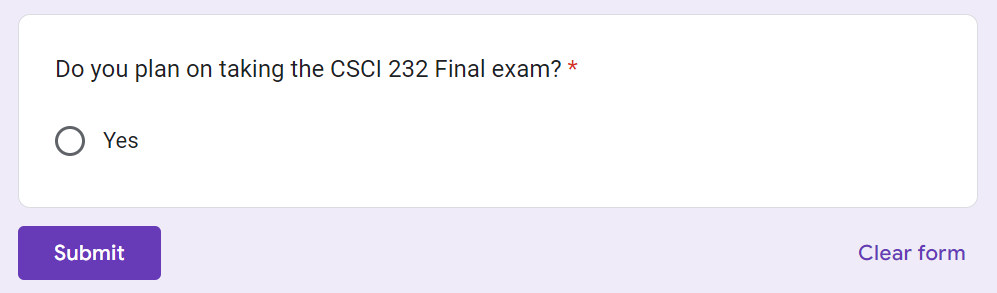 Do you plan on taking the CSCI 232 Final exam? *
Yes
Submit
Clear form